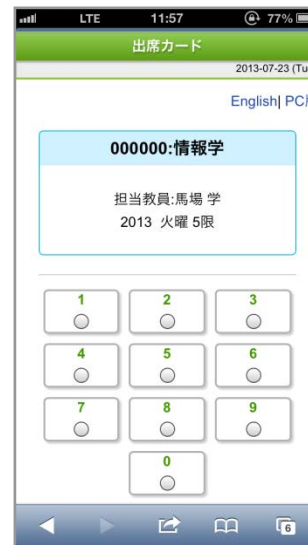 LTE 11:57 77%
出席カード
2013-07-23 (Tu
English| PC
000000:情報学
担当教員:馬場 学
2013 火曜 5限
1 2 3
4 5 6
7 8 9
0
6